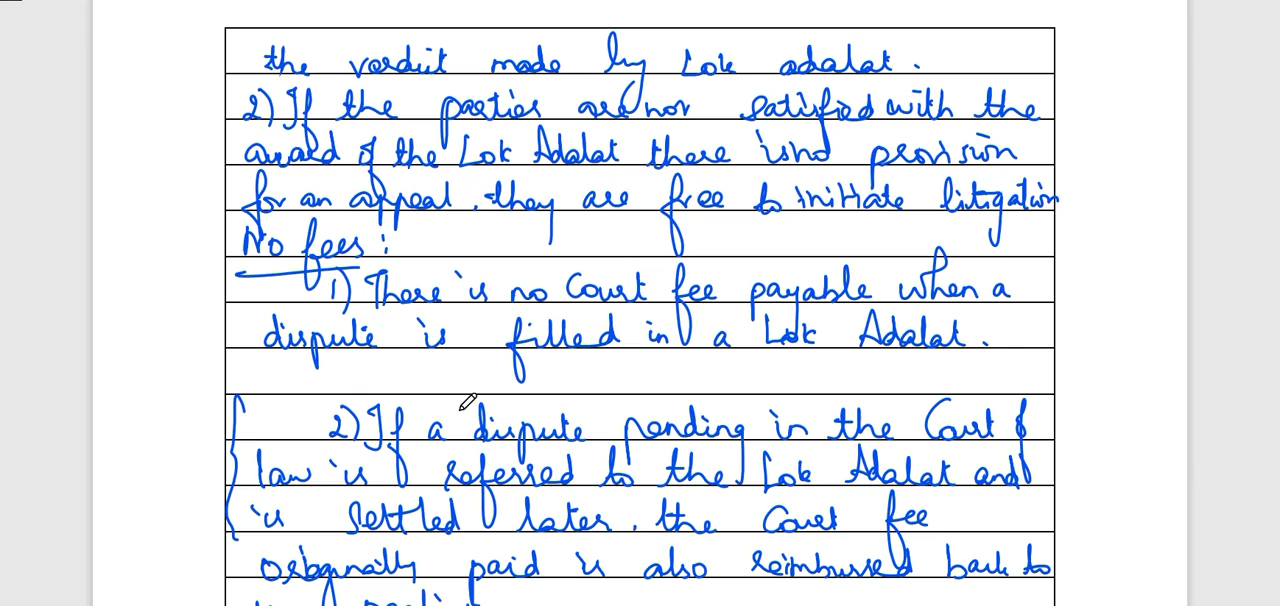 the verdict made by Lok adalat.
2) If the parties are not satisfied with the
award of the Lok Adalat there is no provision
for an appeal. they are free to initiate litigation
No fees:
1) There is no Court fee payable when a
dispute is filled in a Lok Adalat.
2) If a dispute pending in the Court of
law is referred to the Lok Adalat and
is settled later. the Court fee
originally paid is also reimbursed back to